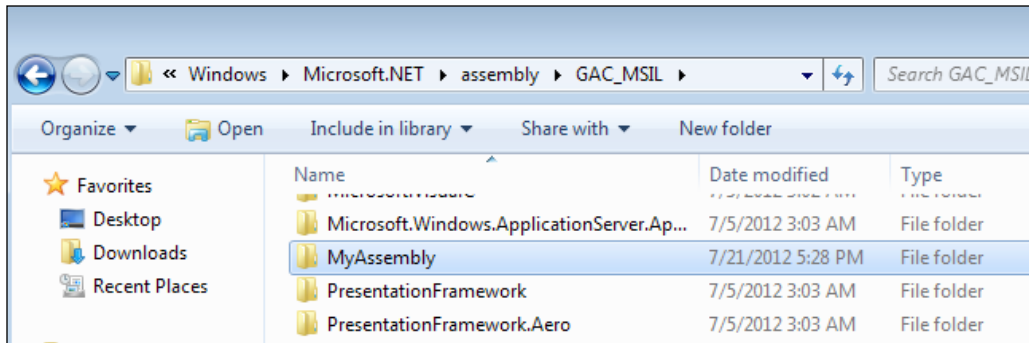 « Windows ▸ Microsoft.NET ▸ assembly ▸ GAC_MSIL ▸ Search GAC_MSIL
Organize ▾ Open Include in library ▾ Share with ▾ New folder
Favorites
Desktop
Downloads
Recent Places
Name Date modified Type
Microsoft.Windows.ApplicationServer.Ap... 7/5/2012 3:03 AM File folder
MyAssembly 7/21/2012 5:28 PM File folder
PresentationFramework 7/5/2012 3:03 AM File folder
PresentationFramework.Aero 7/5/2012 3:03 AM File folder